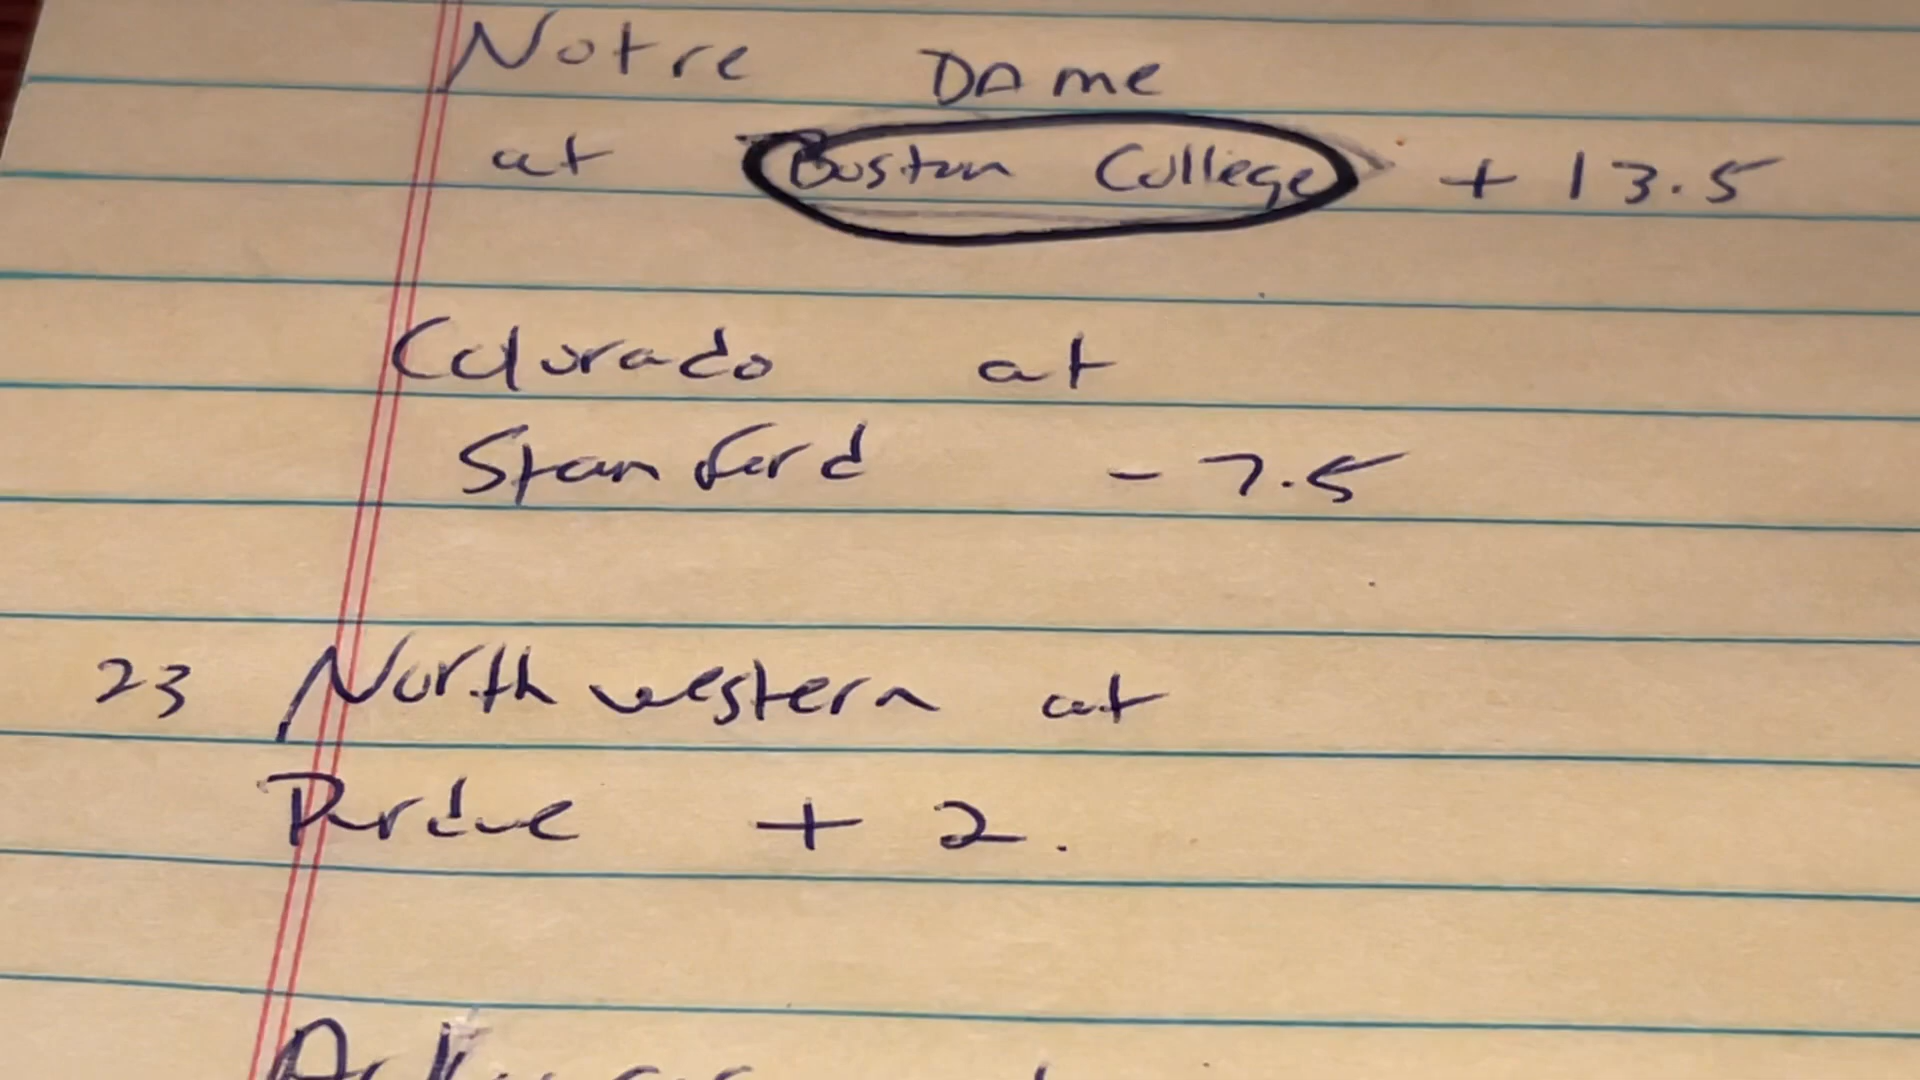 Notre Dame
at Boston College + 13.5
Colorado at
Stanford - 7.5
23 Northwestern at
Purdue + 2.